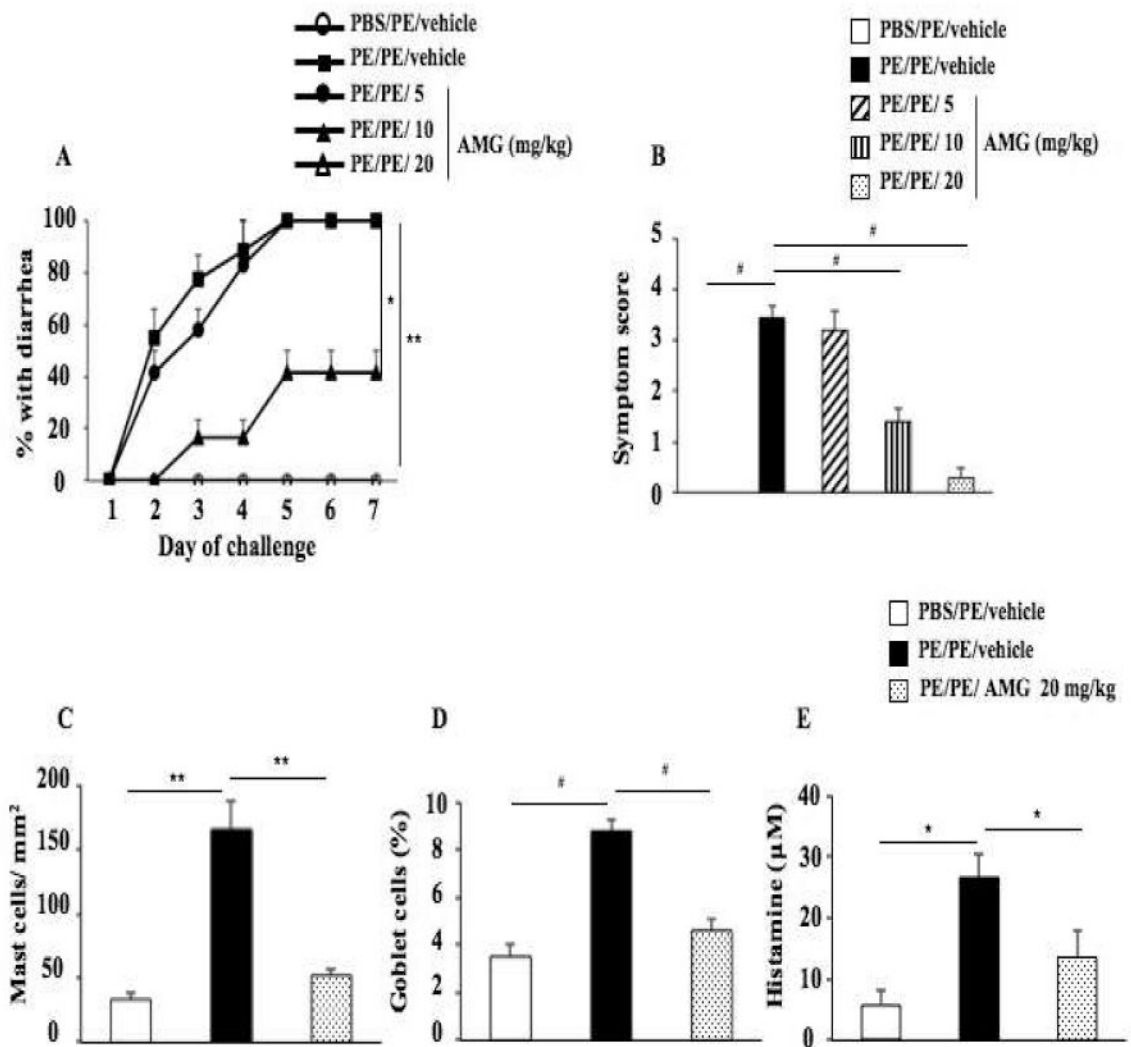 PBS/PE/vehicle
PE/PE/vehicle
PE/PE/ 5
PE/PE/ 10
PE/PE/ 20
AMG (mg/kg)
A
100
80
60
40
20
0
% with diarrhea
1 2 3 4 5 6 7
Day of challenge
*
**
PBS/PE/vehicle
PE/PE/vehicle
PE/PE/ 5
PE/PE/ 10
PE/PE/ 20
AMG (mg/kg)
B
5
4
3
2
1
0
Symptom score
#
#
#
PBS/PE/vehicle
PE/PE/vehicle
PE/PE/ AMG 20 mg/kg
C
200
150
100
50
0
Mast cells/ mm²
**
**
D
10
8
6
4
2
0
Goblet cells (%)
#
#
E
40
30
20
10
0
Histamine (µM)
*
*